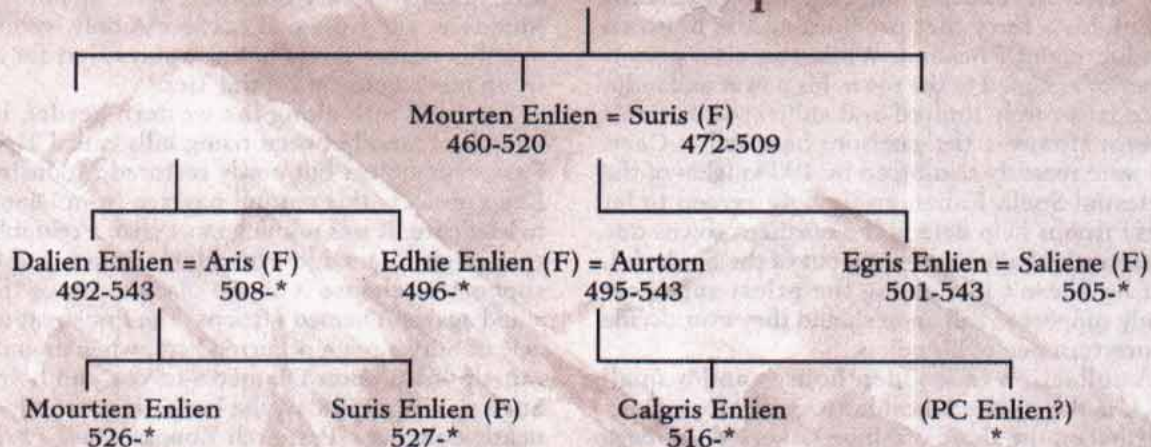 Mourten Enlien = Suris (F)
460-520 472-509
Dalien Enlien = Aris (F) Edhie Enlien (F) = Aurtorn Egris Enlien = Saliene (F)
492-543 508-* 496-* 495-543 501-543 505-*
Mourtien Enlien Suris Enlien (F) Calgris Enlien (PC Enlien?)
526-* 527-* 516-* *